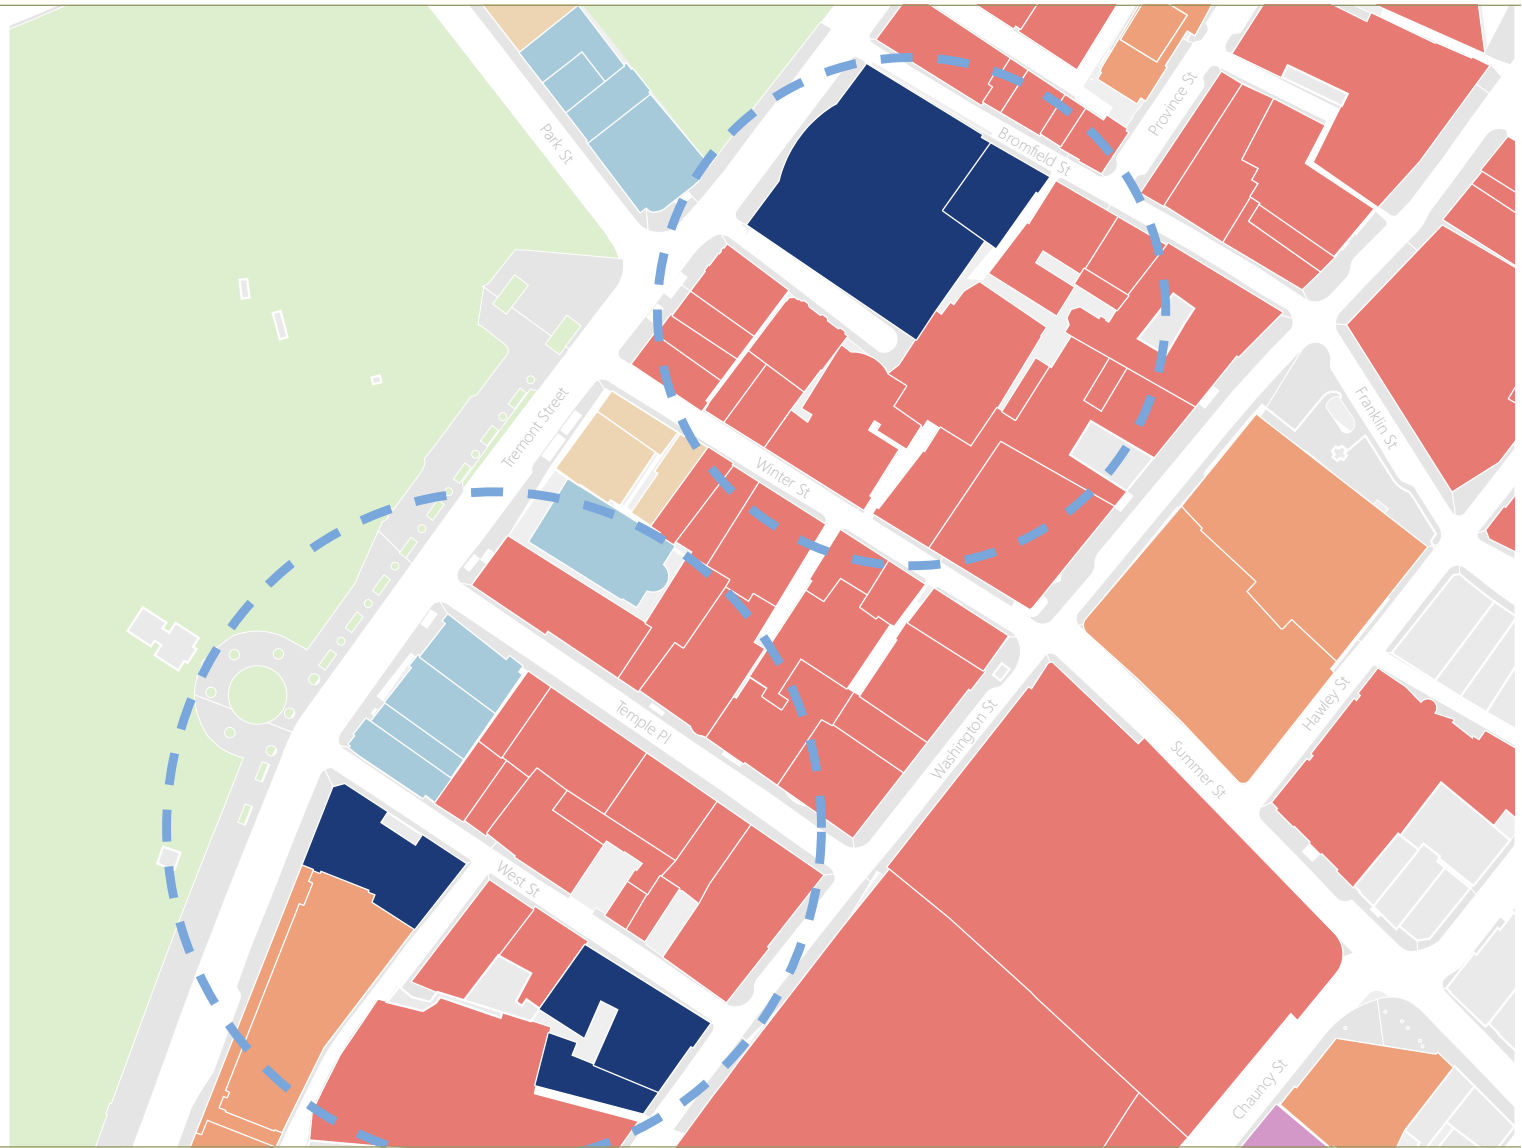 Park St
Province St
Bromfield St
Tremont Street
Franklin St
Winter St
Temple Pl
Washington St
Hawley St
Summer St
West St
Chauncy St